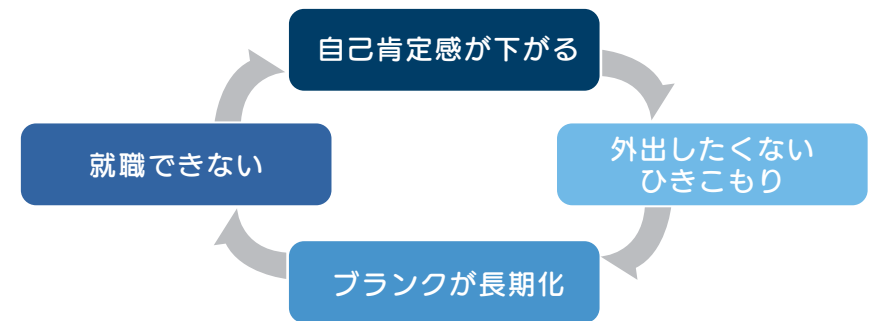 自己肯定感が下がる
外出したくない
ひきこもり
ブランクが長期化
就職できない